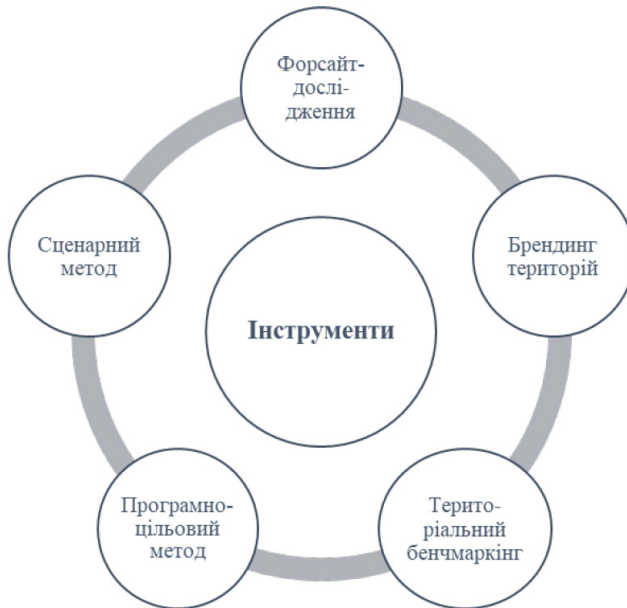 Форсайт-
дослі-
дження
Сценарний
метод
Брендинг
територій
Інструменти
Програмно-
цільовий
метод
Терито-
ріальний
бенчмаркінг